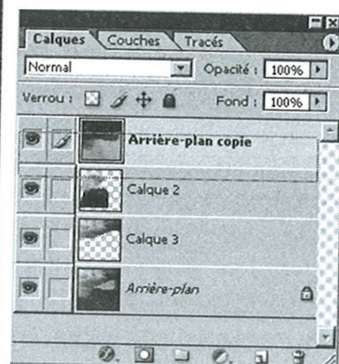 Calques Couches Tracés
Normal Opacité : 100%
Verrou : Fond : 100%
Arrière-plan copie
Calque 2
Calque 3
Arrière-plan